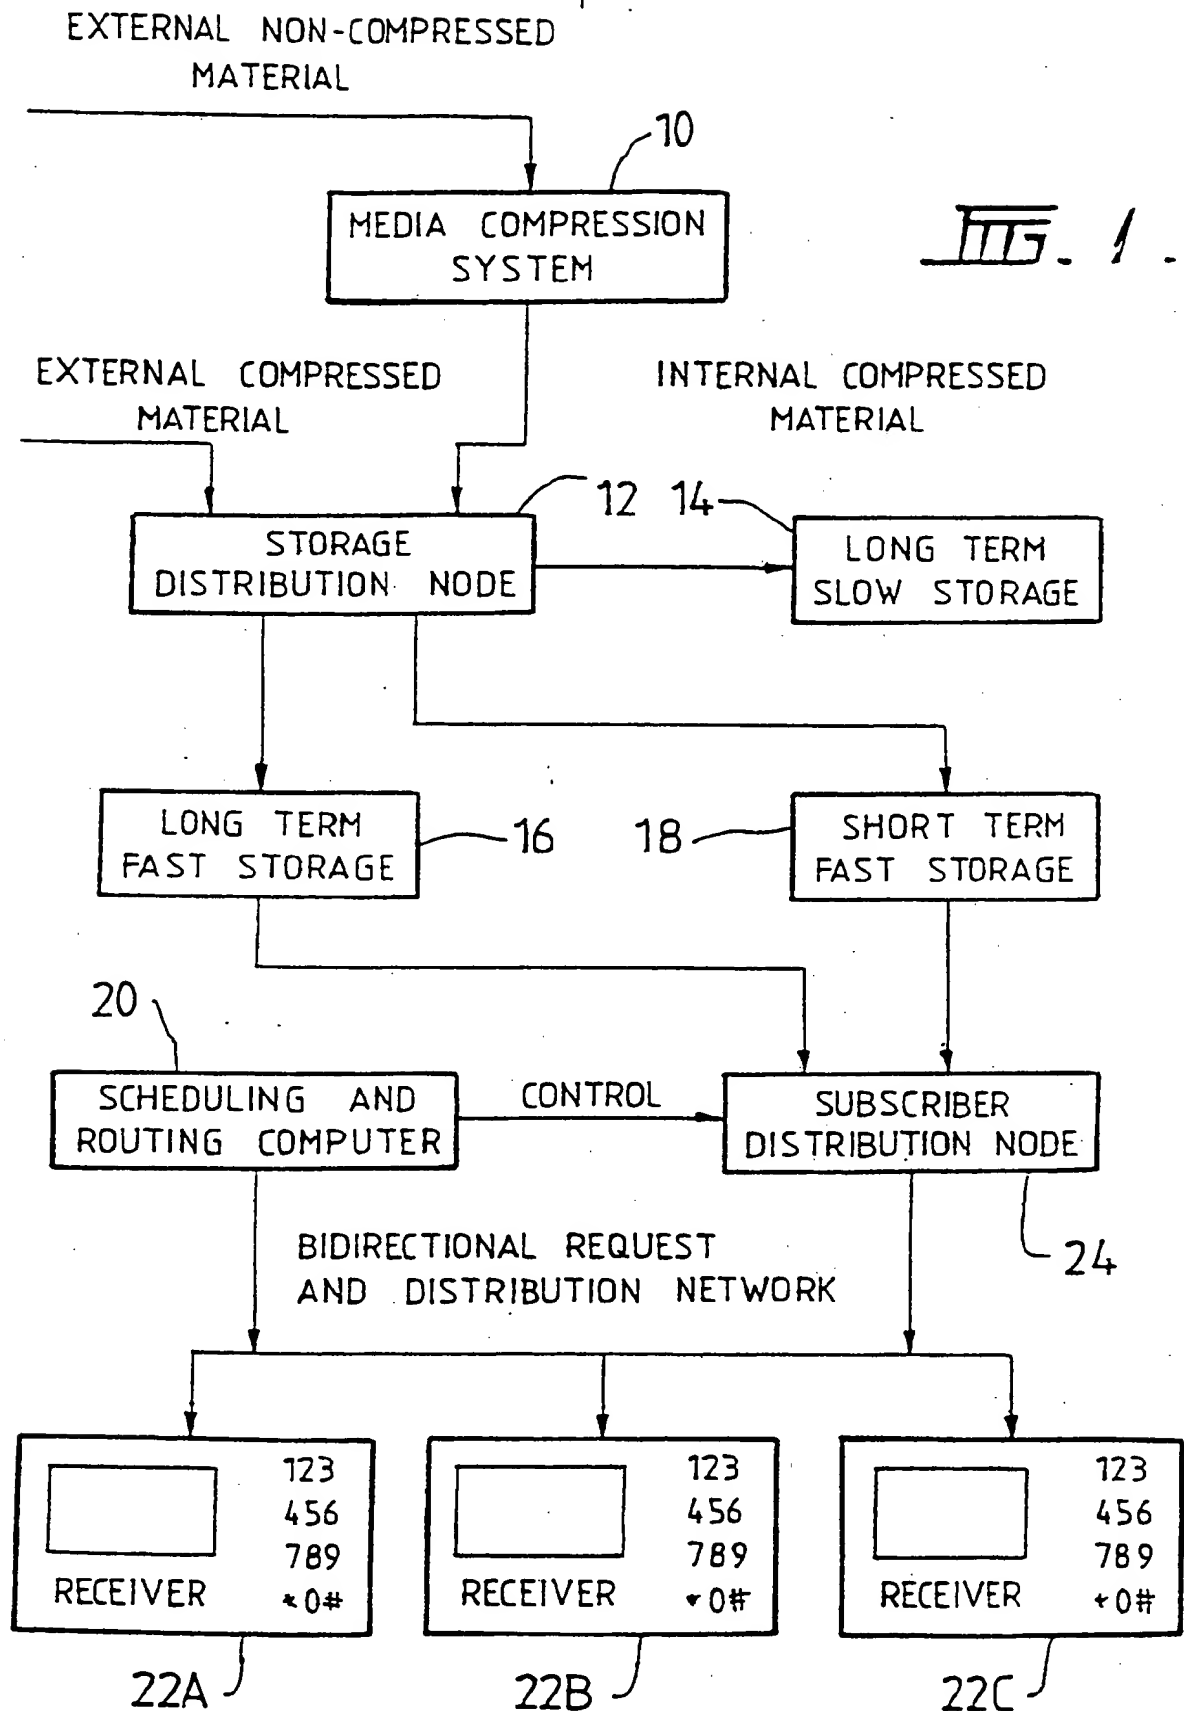 EXTERNAL NON-COMPRESSED
MATERIAL
10
MEDIA COMPRESSION
SYSTEM
FIG. 1.
EXTERNAL COMPRESSED
MATERIAL
INTERNAL COMPRESSED
MATERIAL
12
14
STORAGE
DISTRIBUTION NODE
LONG TERM
SLOW STORAGE
LONG TERM
FAST STORAGE
16
18
SHORT TERM
FAST STORAGE
20
SCHEDULING AND
ROUTING COMPUTER
CONTROL
SUBSCRIBER
DISTRIBUTION NODE
24
BIDIRECTIONAL REQUEST
AND DISTRIBUTION NETWORK
123
456
789
*0#
RECEIVER
22A
123
456
789
*0#
RECEIVER
22B
123
456
789
*0#
RECEIVER
22C